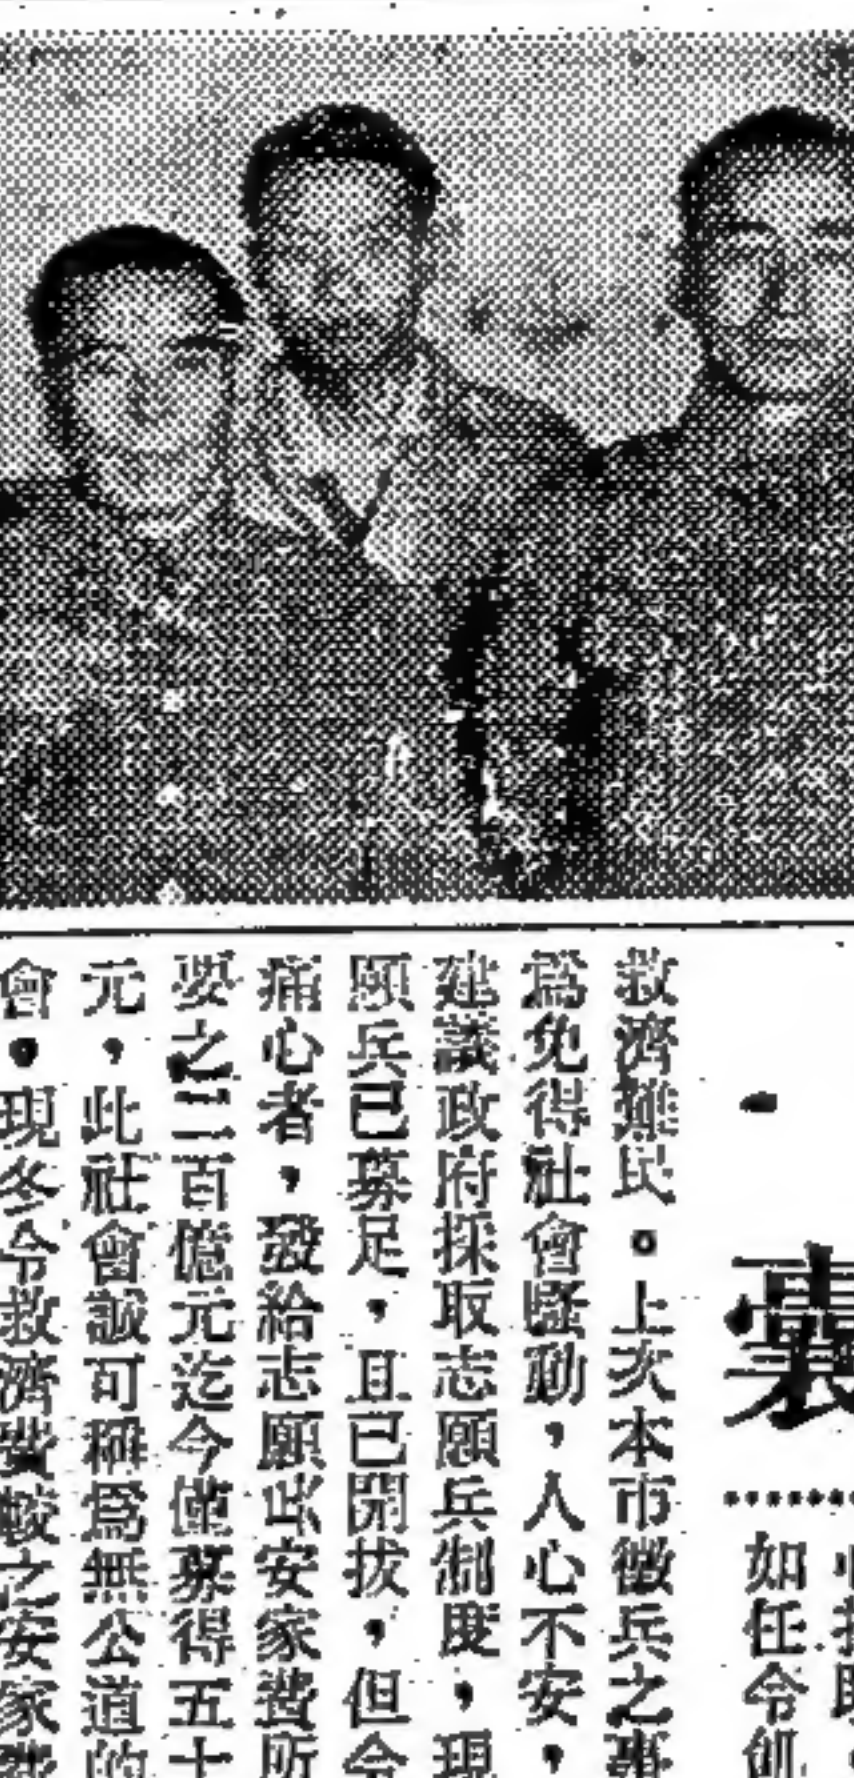 囊
如任令飢
救濟難民。上次本市徵兵之事
爲免得社會騷動，人心不安，
建議政府採取志願兵制度，現
願兵已募足，且已開拔，但令
痛心者，發給志願兵安家費所
要之二百億元迄今僅募得五十
元，此社會誠可稱爲無公道的
會。現冬令救濟費較之安家費